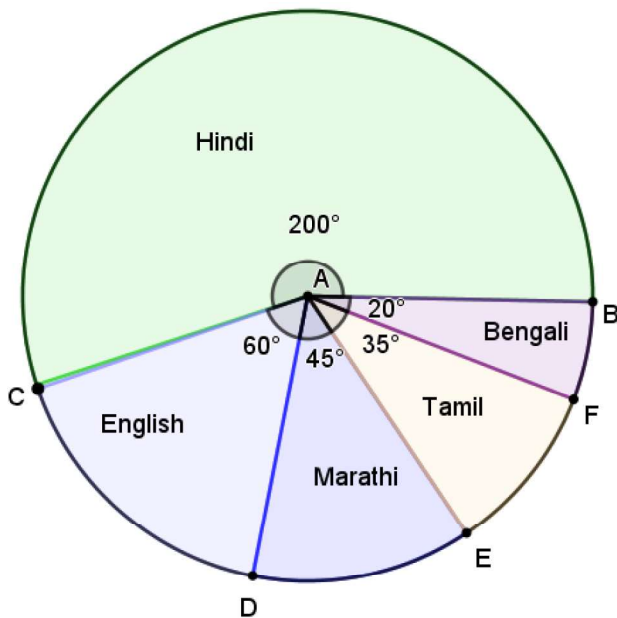 Hindi
200°
A
20°
B
Bengali
60°
45°
35°
C
English
Tamil
F
Marathi
E
D